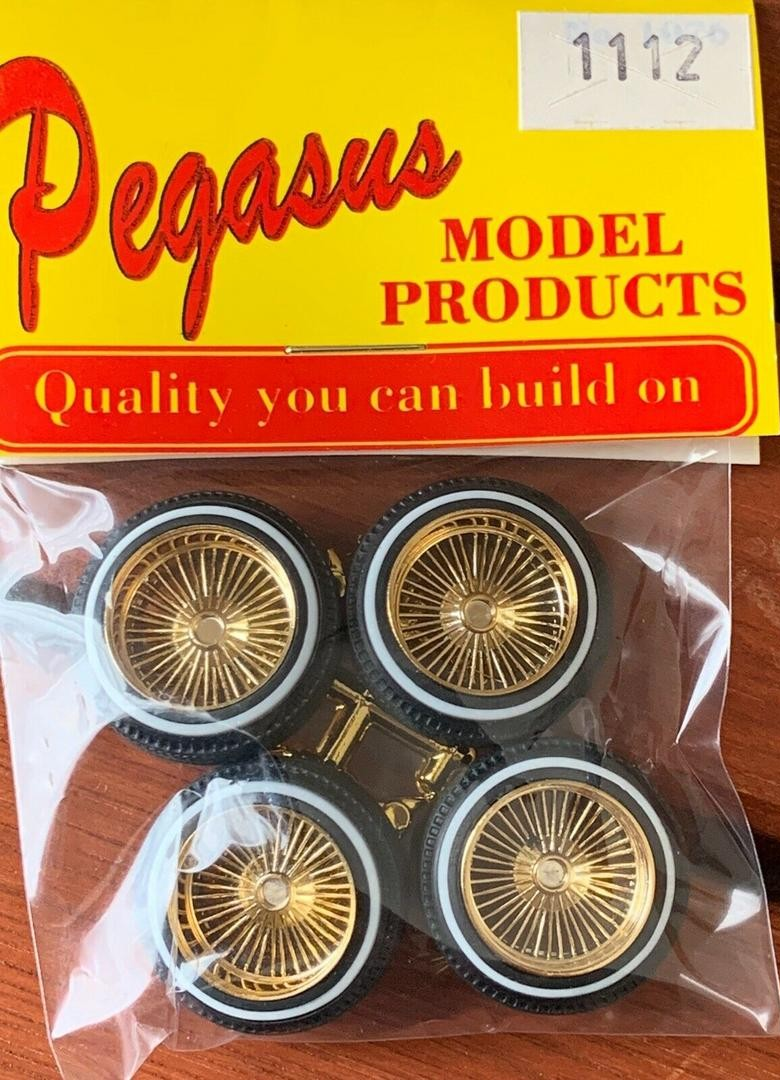 1112
Pegasus
MODEL
PRODUCTS
Quality you can build on